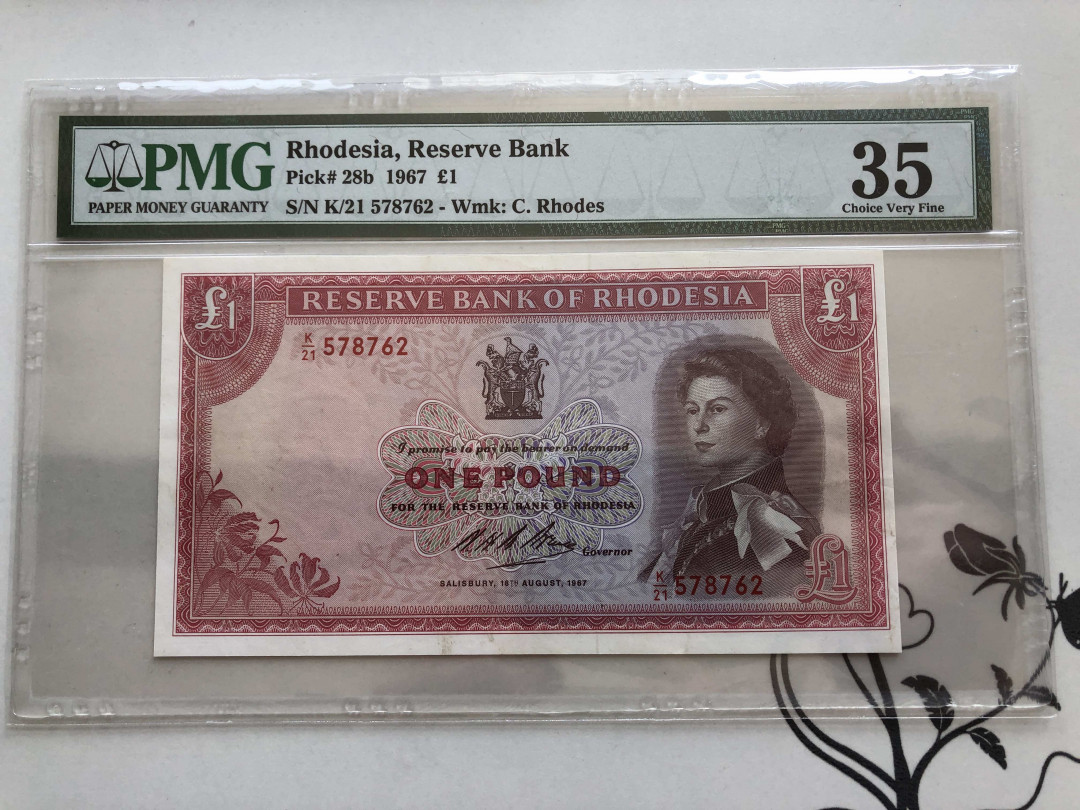 PMG
PAPER MONEY GUARANTY
Rhodesia, Reserve Bank
Pick# 28b 1967 £1
S/N K/21 578762 - Wmk: C. Rhodes
35
Choice Very Fine
£1
RESERVE BANK OF RHODESIA
£1
K/21 578762
I promise to pay the bearer on demand
ONE POUND
FOR THE RESERVE BANK OF RHODESIA
Governor
SALISBURY, 18TH AUGUST, 1967
K/21 578762
£1